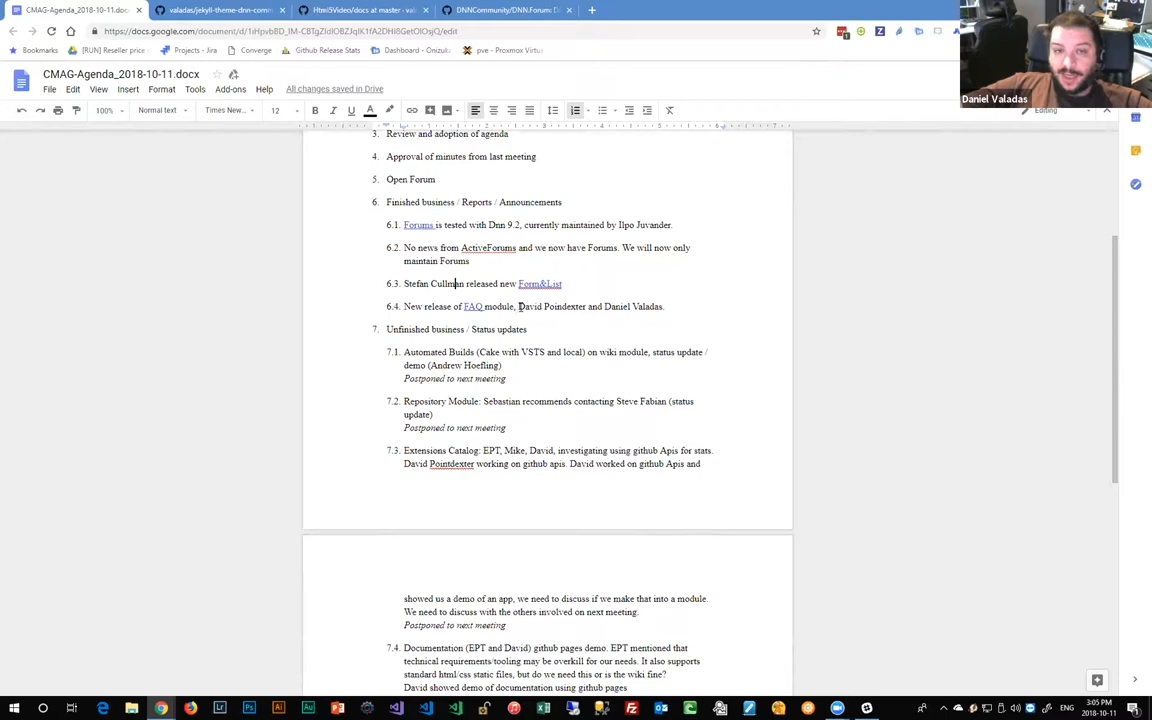 CMAG-Agenda_2018-10-11.doc
valadas/jekyll-theme-dnn-com
Html5Video/docs at master · val
DNNCommunity/DNN.Forum: D
https://docs.google.com/document/d/
/edit
Bookmarks
[RUN] Reseller price
Projects - Jira
Converge
Github Release Stats
Dashboard - Onzuk
pve - Proxmox Virtu
CMAG-Agenda_2018-10-11.docx
File Edit View Insert Format Tools Add-ons Help All changes saved in Drive
100% Normal text Times New... 12 Editing
Daniel Valadas
3. Review and adoption of agenda
4. Approval of minutes from last meeting
5. Open Forum
6. Finished business / Reports / Announcements
6.1. Forums is tested with Dnn 9.2, currently maintained by Ilpo Juvander.
6.2. No news from ActiveForums and we now have Forums. We will now only
maintain Forums
6.3. Stefan Cullman released new Form&List
6.4. New release of FAQ module, David Poindexter and Daniel Valadas.
7. Unfinished business / Status updates
7.1. Automated Builds (Cake with VSTS and local) on wiki module, status update /
demo (Andrew Hoefling)
Postponed to next meeting
7.2. Repository Module: Sebastian recommends contacting Steve Fabian (status
update)
Postponed to next meeting
7.3. Extensions Catalog: EPT, Mike, David, investigating using github Apis for stats.
David Pointdexter working on github apis. David worked on github Apis and
showed us a demo of an app, we need to discuss if we make that into a module.
We need to discuss with the others involved on next meeting.
Postponed to next meeting
7.4. Documentation (EPT and David) github pages demo. EPT mentioned that
technical requirements/tooling may be overkill for our needs. It also supports
standard html/css static files, but do we need this or is the wiki fine?
David showed demo of documentation using github pages
ENG
3:05 PM
2018-10-11